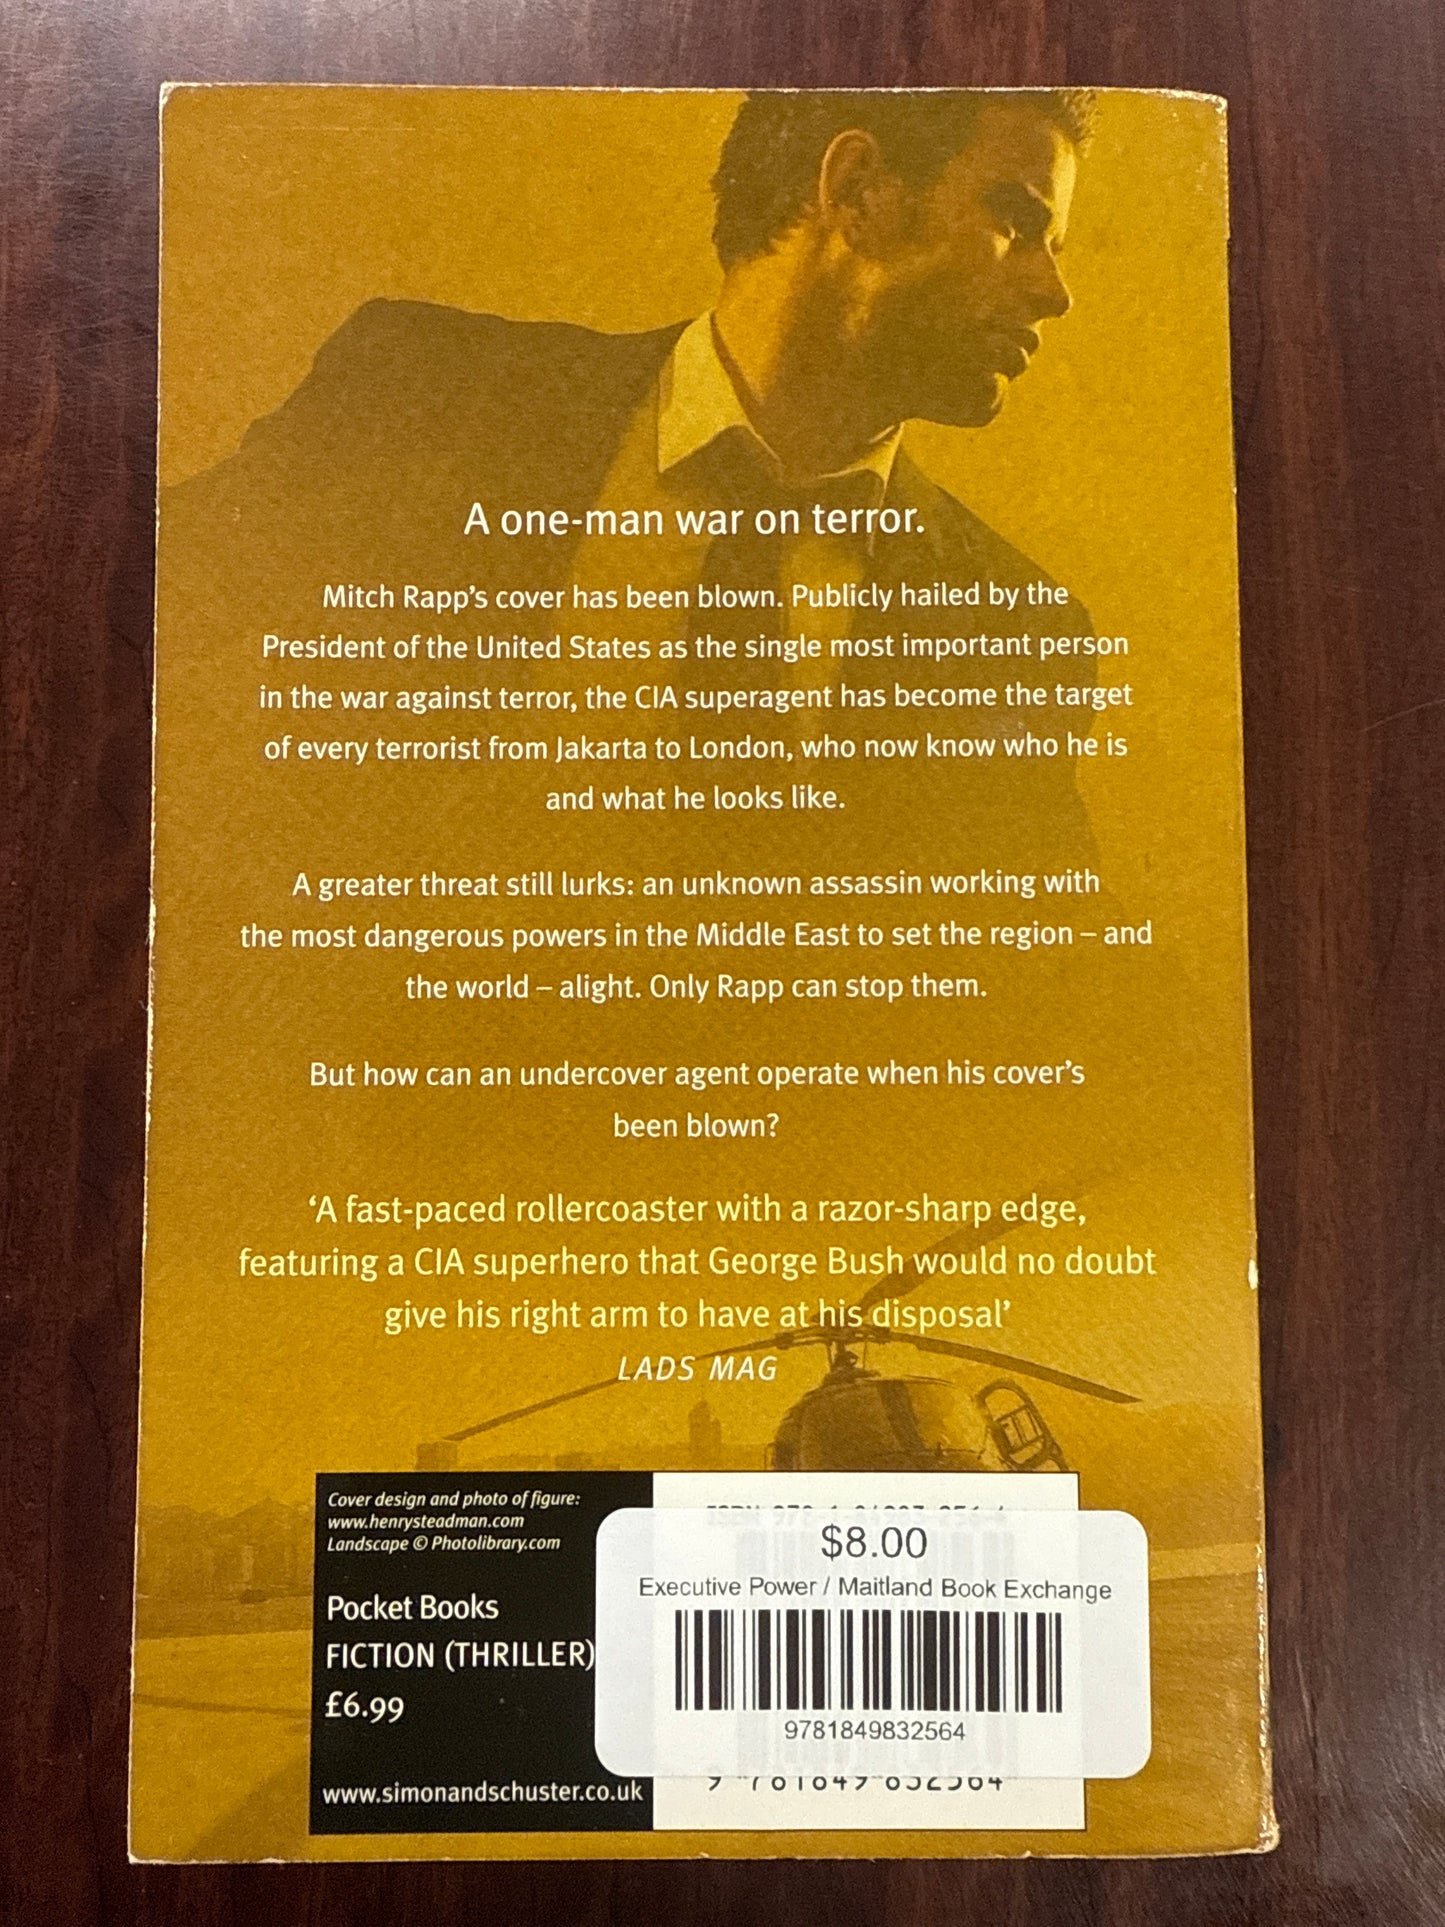 A one-man war on terror.
Mitch Rapp's cover has been blown. Publicly hailed by the
President of the United States as the single most important person
in the war against terror, the CIA superagent has become the target
of every terrorist from Jakarta to London, who now know who he is
and what he looks like.
A greater threat still lurks: an unknown assassin working with
the most dangerous powers in the Middle East to set the region – and
the world – alight. Only Rapp can stop them.
But how can an undercover agent operate when his cover's
been blown?
‘A fast-paced rollercoaster with a razor-sharp edge,
featuring a CIA superhero that George Bush would no doubt
give his right arm to have at his disposal’
LADS MAG
Cover design and photo of figure:
www.henrysteadman.com
Landscape © Photolibrary.com
Pocket Books
FICTION (THRILLER)
£6.99
www.simonandschuster.co.uk
$8.00
Executive Power / Maitland Book Exchange
9781849832564
9 781849 832564